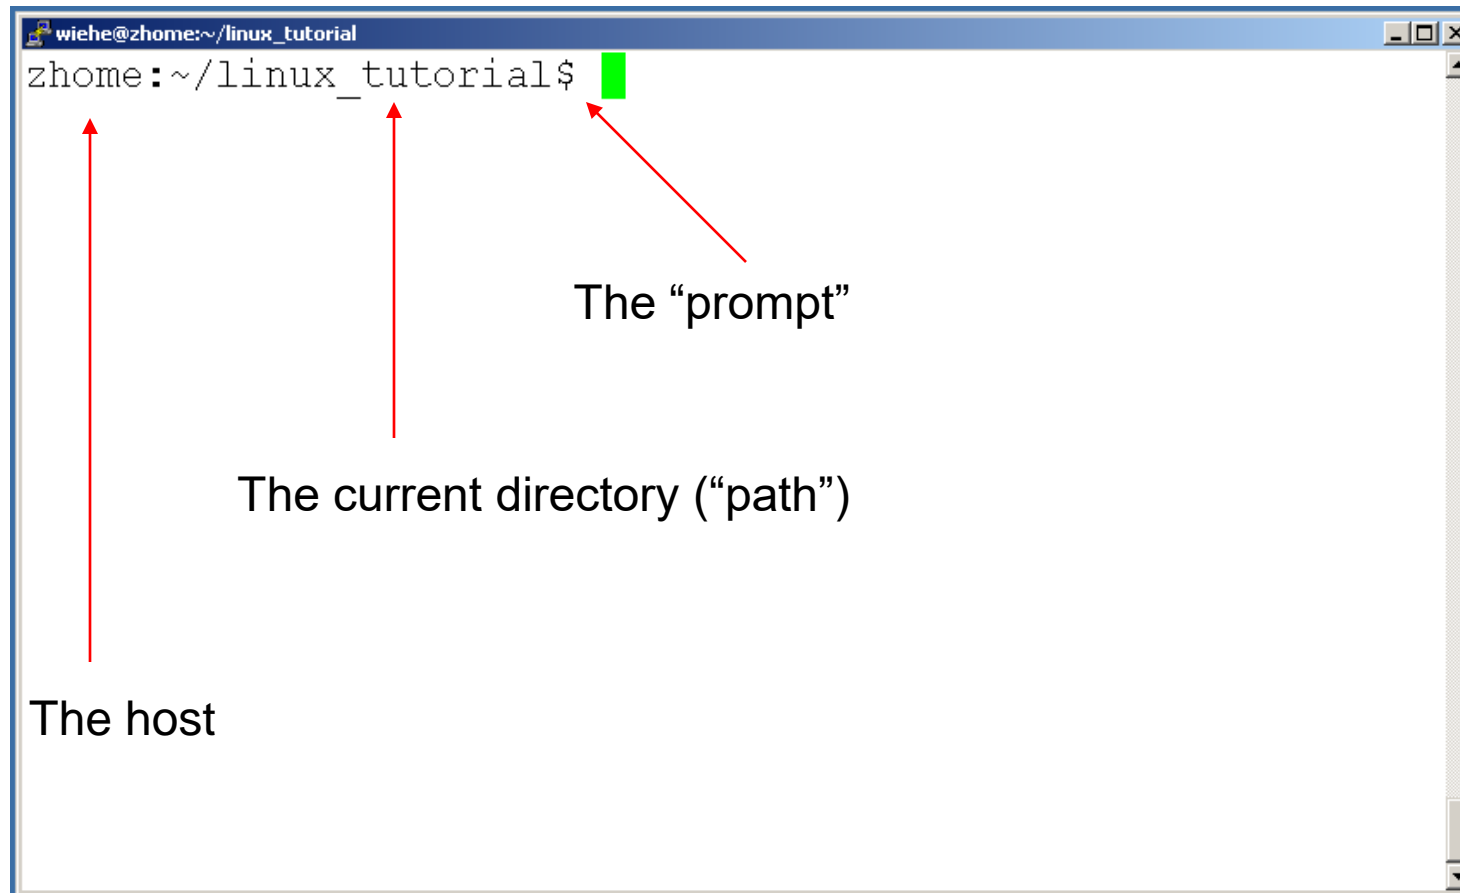 wiehe@zhome:~/linux_tutorial
zhome:~/linux_tutorial$
The “prompt”
The current directory (“path”)
The host